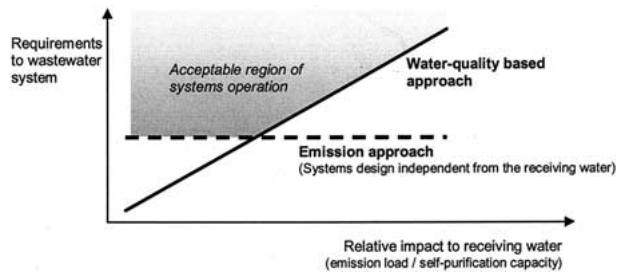 Requirements
to wastewater
system
Acceptable region of
systems operation
Water-quality based
approach
Emission approach
(Systems design independent from the receiving water)
Relative impact to receiving water
(emission load / self-purification capacity)